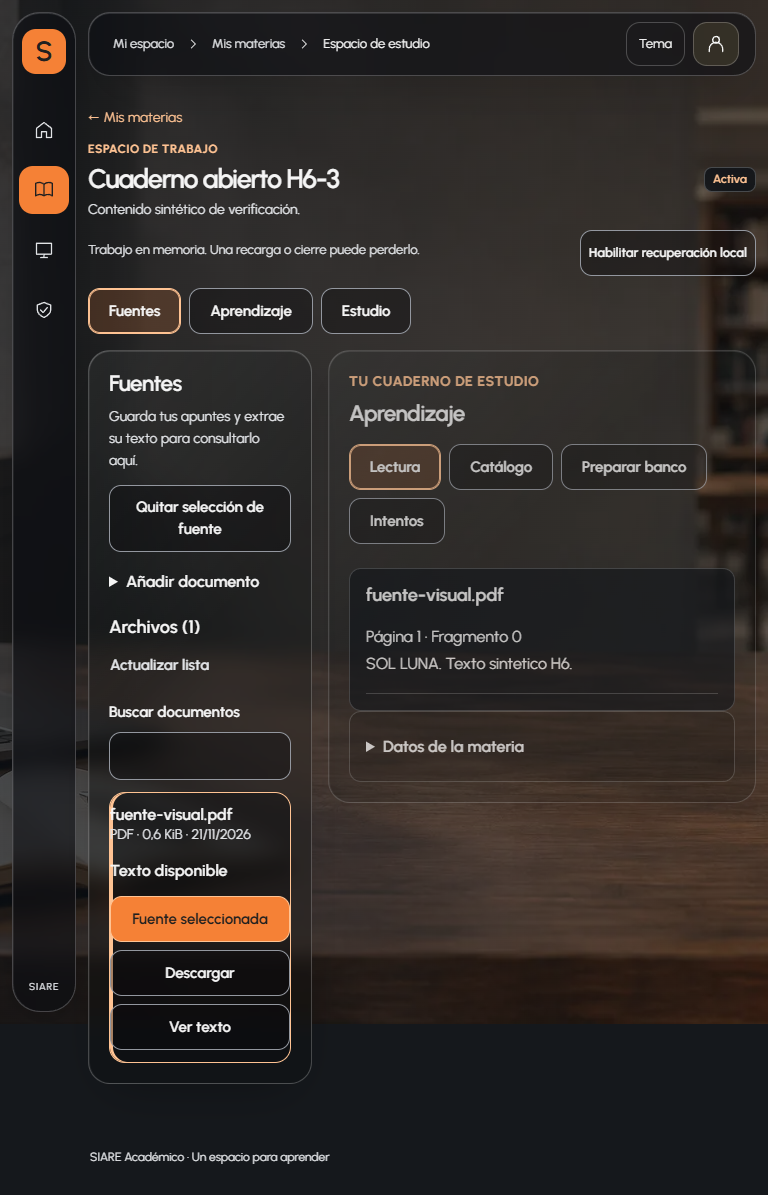 S
Mi espacio > Mis materias > Espacio de estudio
Tema
← Mis materias
ESPACIO DE TRABAJO
Cuaderno abierto H6-3
Activa
Contenido sintético de verificación.
Trabajo en memoria. Una recarga o cierre puede perderlo.
Habilitar recuperación local
Fuentes
Aprendizaje
Estudio
Fuentes
Guarda tus apuntes y extrae
su texto para consultarlo
aquí.
Quitar selección de
fuente
Añadir documento
Archivos (1)
Actualizar lista
Buscar documentos
fuente-visual.pdf
PDF · 0,6 KiB · 21/11/2026
Texto disponible
Fuente seleccionada
Descargar
Ver texto
TU CUADERNO DE ESTUDIO
Aprendizaje
Lectura
Catálogo
Preparar banco
Intentos
fuente-visual.pdf
Página 1 · Fragmento 0
SOL LUNA. Texto sintetico H6.
Datos de la materia
SIARE
SIARE Académico · Un espacio para aprender